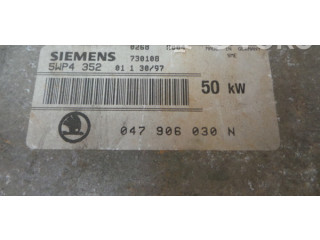 SIEMENS 730108
5WP4 352 01 1 30/97
50 kW
047 906 030 N